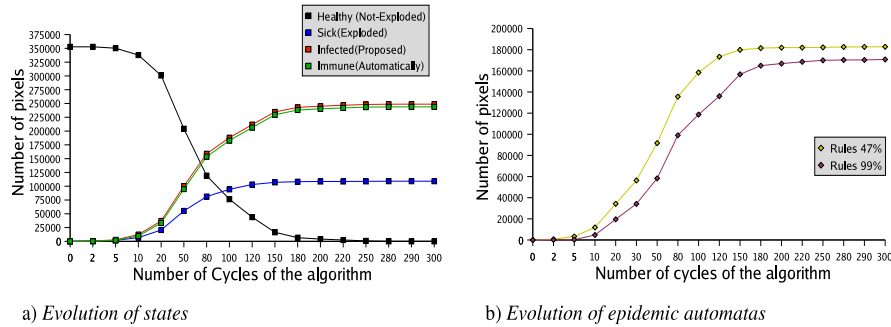 Healthy (Not-Exploded)
Sick(Exploded)
Infected(Proposed)
Immune(Automatically)
Number of pixels
375000
350000
325000
300000
275000
250000
225000
200000
175000
150000
125000
100000
75000
50000
25000
0
0 2 5 10 20 50 80 100 120 150 180 200 220 250 280 290 300
Number of Cycles of the algorithm
a) Evolution of states
Number of pixels
200000
180000
160000
140000
120000
100000
80000
60000
40000
20000
0
Rules 47%
Rules 99%
0 2 5 10 20 30 50 80 100 120 150 180 200 220 250 280 290 300
Number of cycles of the algorithm
b) Evolution of epidemic automatas